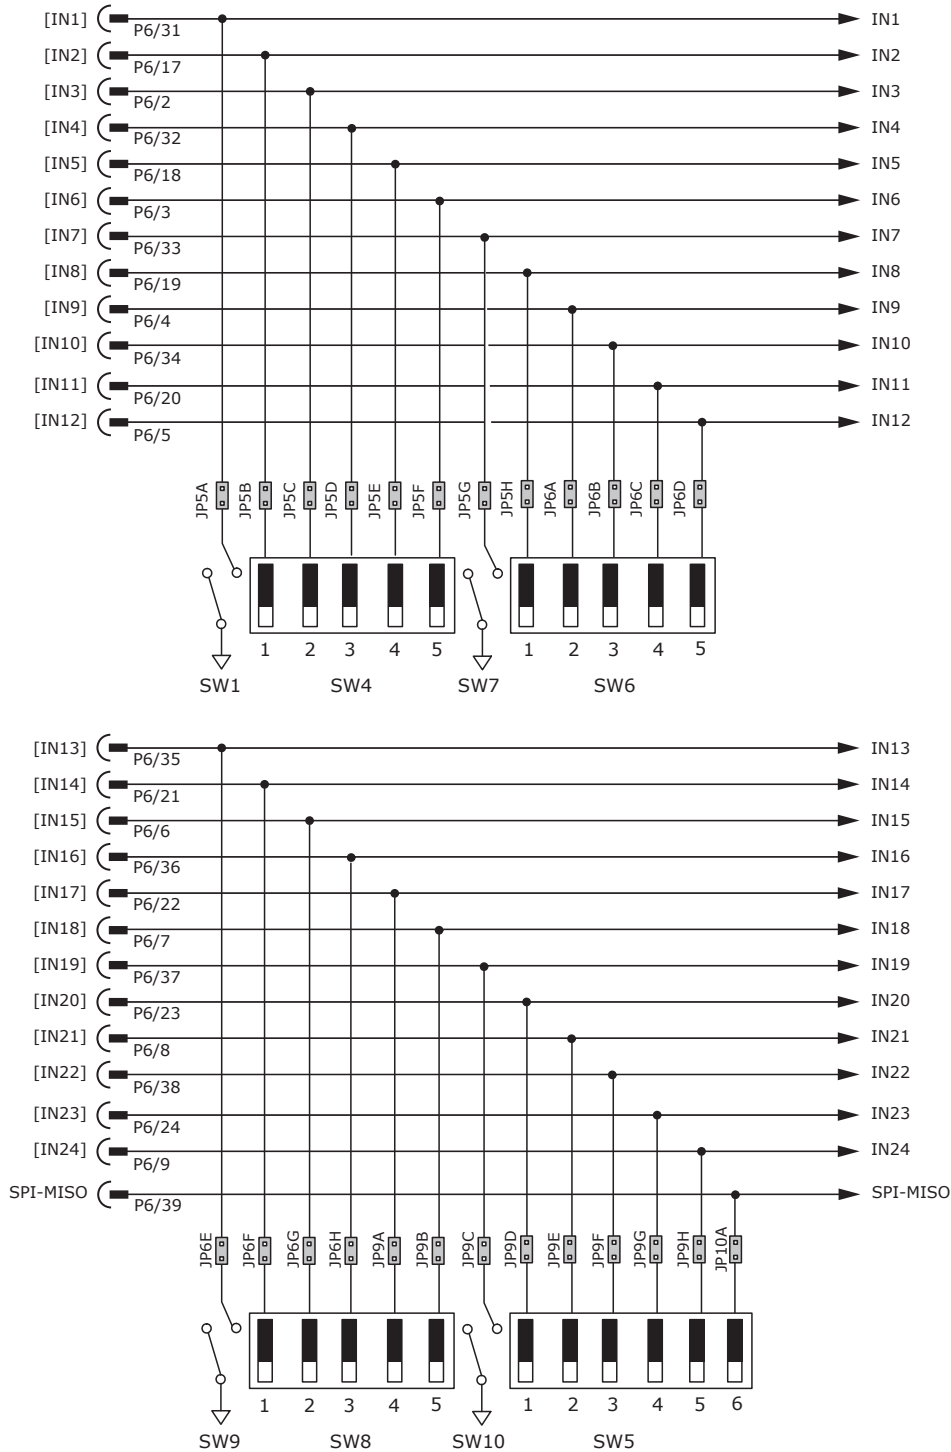 [IN1] P6/31 IN1
[IN2] P6/17 IN2
[IN3] P6/2 IN3
[IN4] P6/32 IN4
[IN5] P6/18 IN5
[IN6] P6/3 IN6
[IN7] P6/33 IN7
[IN8] P6/19 IN8
[IN9] P6/4 IN9
[IN10] P6/34 IN10
[IN11] P6/20 IN11
[IN12] P6/5 IN12
JP5A JP5B JP5C JP5D JP5E JP5F JP5G JP5H JP6A JP6B JP6C JP6D
1 2 3 4 5 1 2 3 4 5
SW1 SW4 SW7 SW6
[IN13] P6/35 IN13
[IN14] P6/21 IN14
[IN15] P6/6 IN15
[IN16] P6/36 IN16
[IN17] P6/22 IN17
[IN18] P6/7 IN18
[IN19] P6/37 IN19
[IN20] P6/23 IN20
[IN21] P6/8 IN21
[IN22] P6/38 IN22
[IN23] P6/24 IN23
[IN24] P6/9 IN24
SPI-MISO P6/39 SPI-MISO
JP6E JP6F JP6G JP6H JP9A JP9B JP9C JP9D JP9E JP9F JP9G JP9H JP10A
1 2 3 4 5 1 2 3 4 5 6
SW9 SW8 SW10 SW5